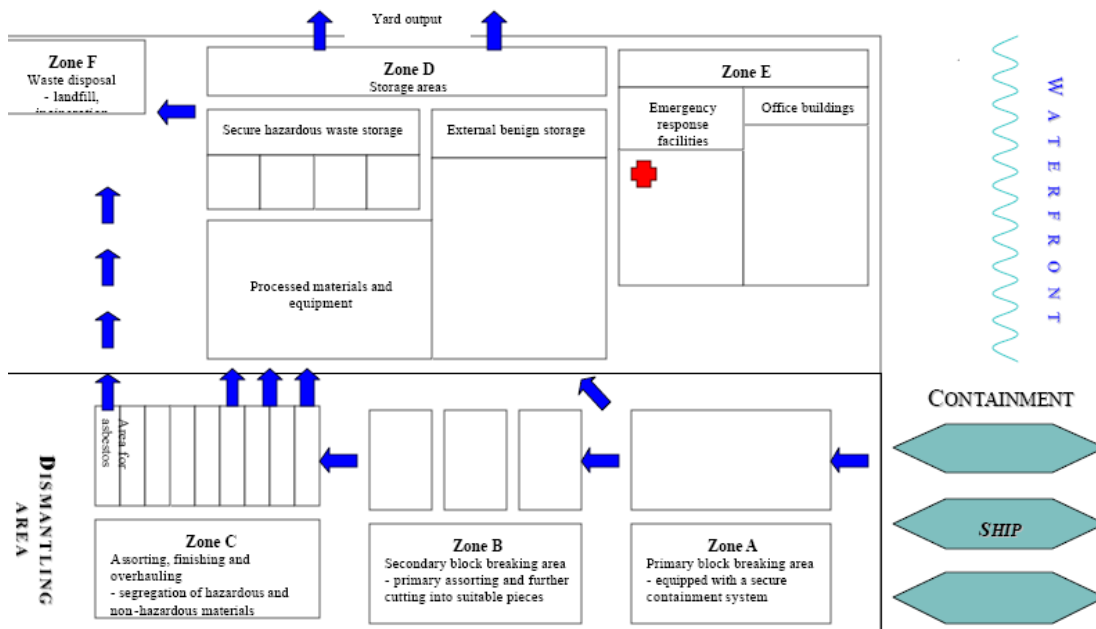 Yard output
Zone F
Waste disposal
- landfill,
Zone D
Storage areas
Zone E
Secure hazardous waste storage
External benign storage
Emergency
response
facilities
Office buildings
WATERFRONT
Processed materials and
equipment
CONTAINMENT
Area for
asbestos
DISMANTLING
AREA
Zone C
Assorting, finishing and
overhauling
- segregation of hazardous and
non-hazardous materials
Zone B
Secondary block breaking area
- primary assorting and further
cutting into suitable pieces
Zone A
Primary block breaking area
- equipped with a secure
containment system
SHIP